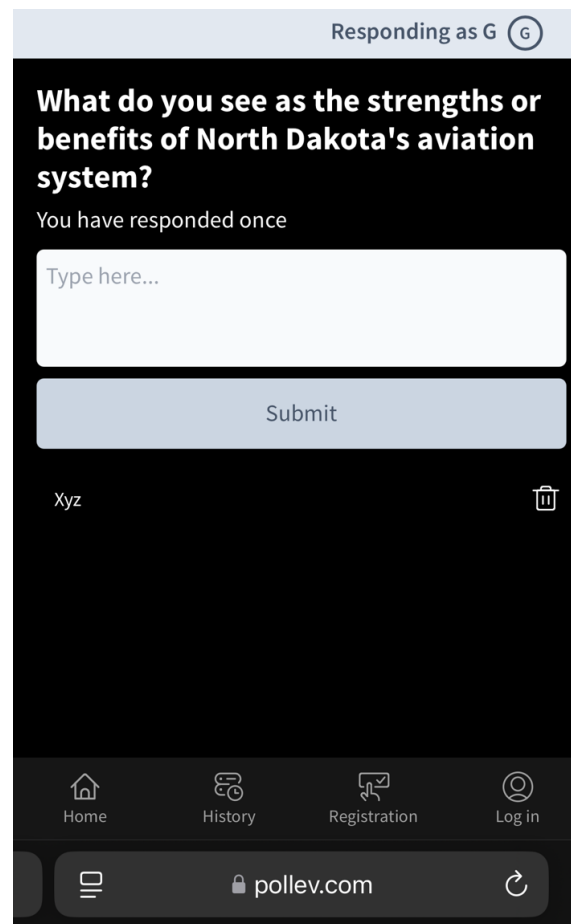 Responding as G G
What do you see as the strengths or
benefits of North Dakota's aviation
system?
You have responded once
Type here...
Submit
Xyz
Home History Registration Log in
pollev.com